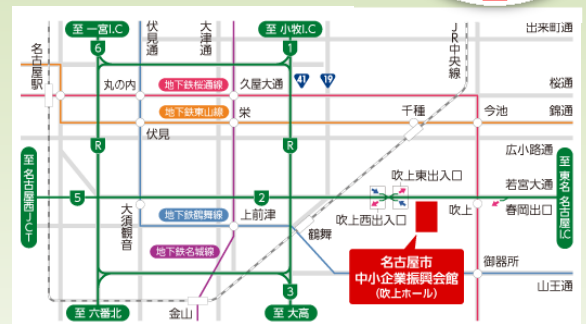 至 一宮I.C
伏見通
大津通
至 小牧I.C
JR中央線
出来町通
6
1
名古屋駅
41
19
丸の内
地下鉄桜通線
久屋大通
桜通
地下鉄東山線
栄
千種
今池
錦通
伏見
R
R
広小路通
至 名古屋西J.C.T
吹上東出入口
若宮大通
至 東名 名古屋I.C
5
2
大須観音
地下鉄鶴舞線
上前津
吹上西出入口
吹上
春岡出口
鶴舞
地下鉄名城線
名古屋市
中小企業振興会館
(吹上ホール)
御器所
山王通
3
至 六番北
金山
至 大高